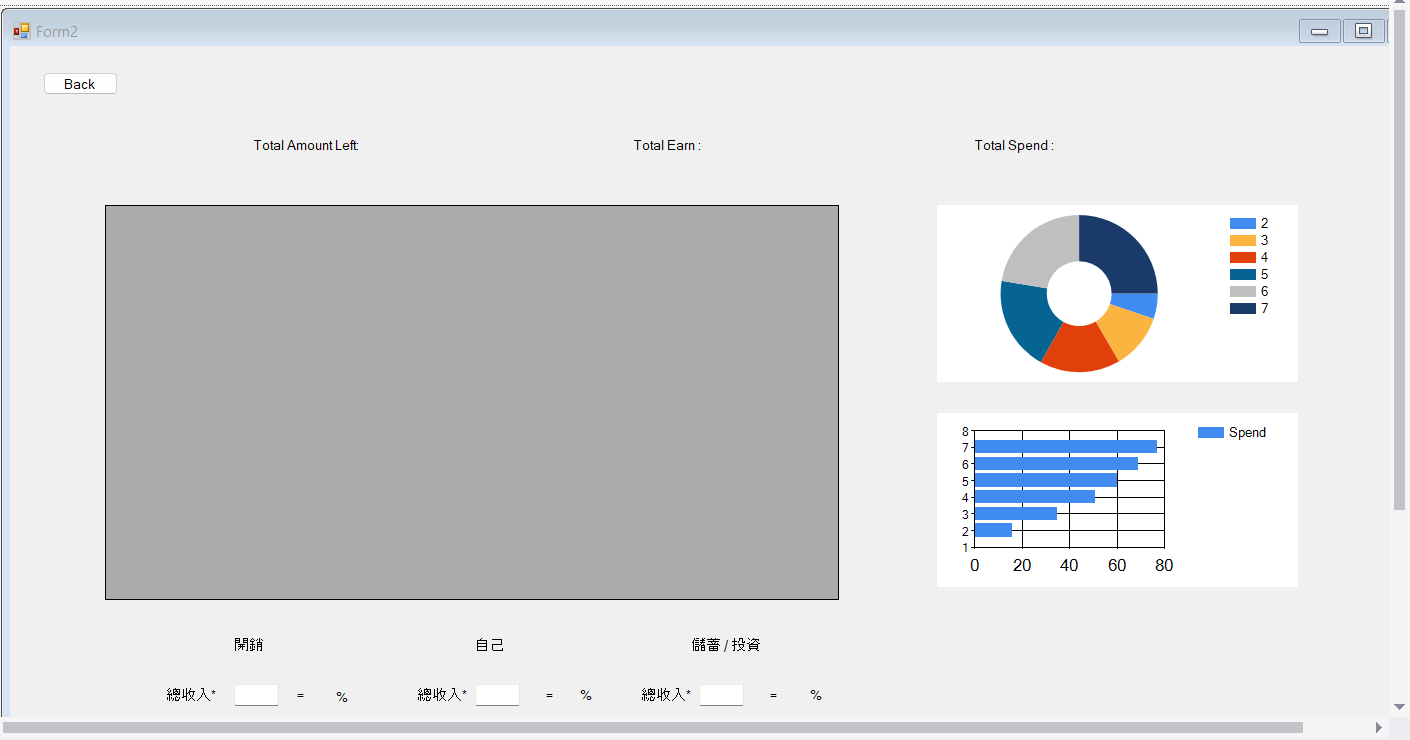 Form2
Back
Total Amount Left:
Total Earn :
Total Spend :
2
3
4
5
6
7
8
7
6
5
4
3
2
1
0 20 40 60 80
Spend
開銷
自己
儲蓄 / 投資
總收入* = %
總收入* = %
總收入* = %